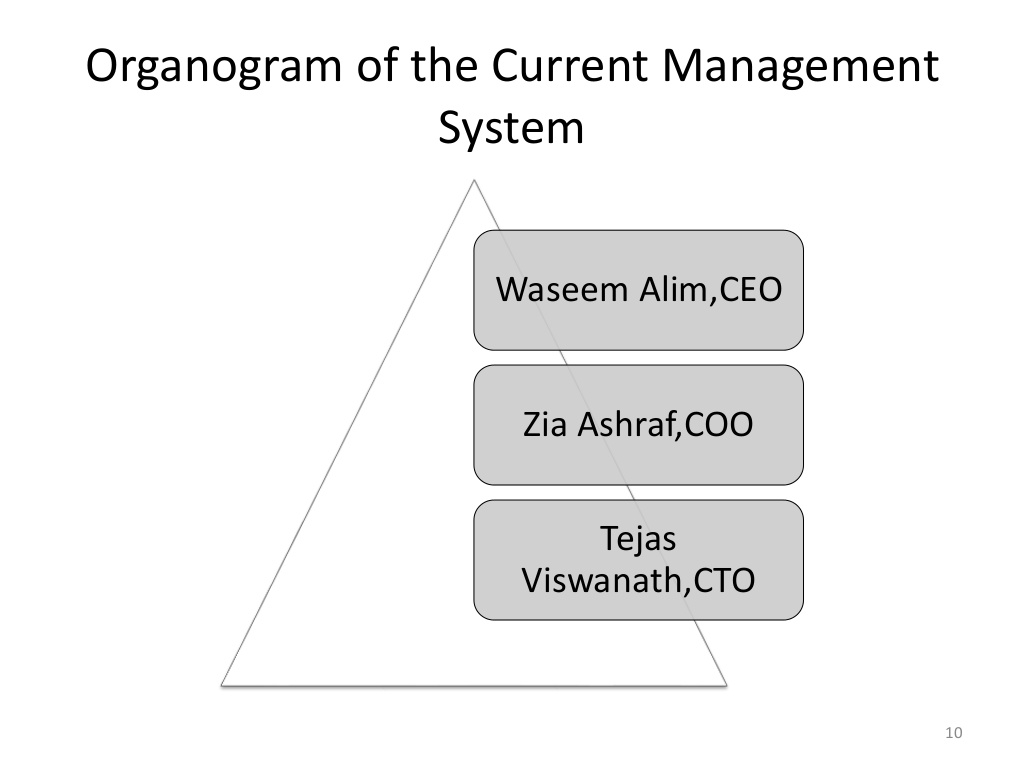 Organogram of the Current Management
System
Waseem Alim,CEO
Zia Ashraf,COO
Tejas
Viswanath,CTO
10